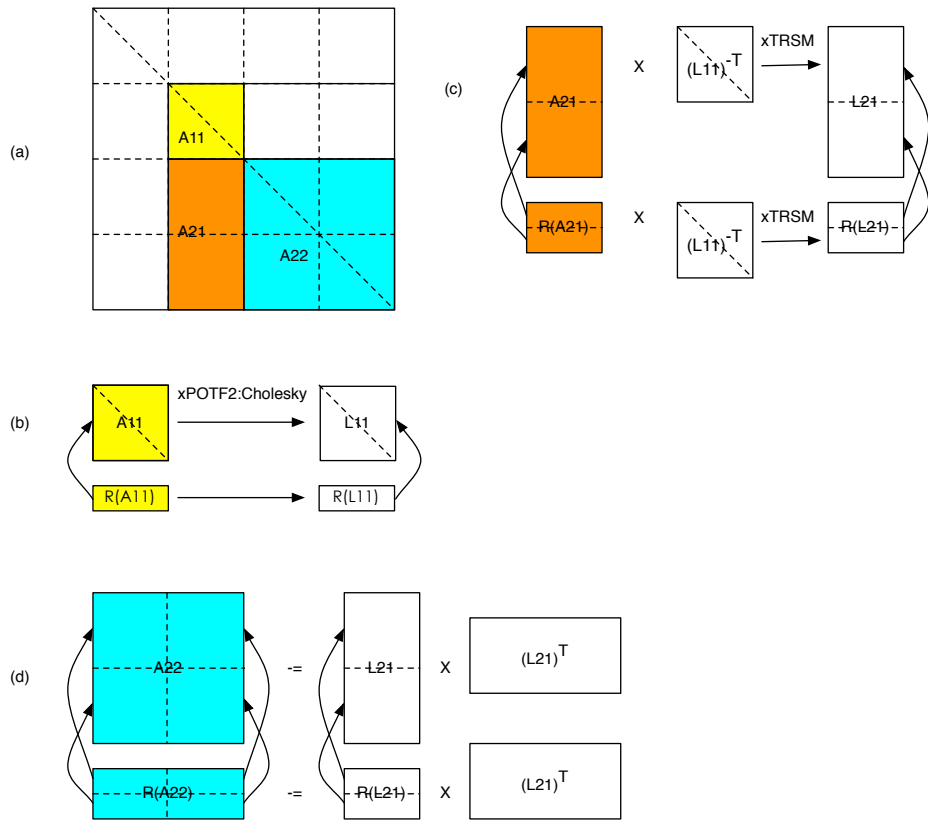 (a)
A11
A21
A22
(c)
A21
X
(L11)-T
xTRSM
L21
R(A21)
X
(L11)-T
xTRSM
R(L21)
(b)
A11
xPOTF2:Cholesky
L11
R(A11)
R(L11)
(d)
A22
-=
L21
X
(L21)T
R(A22)
-=
R(L21)
X
(L21)T